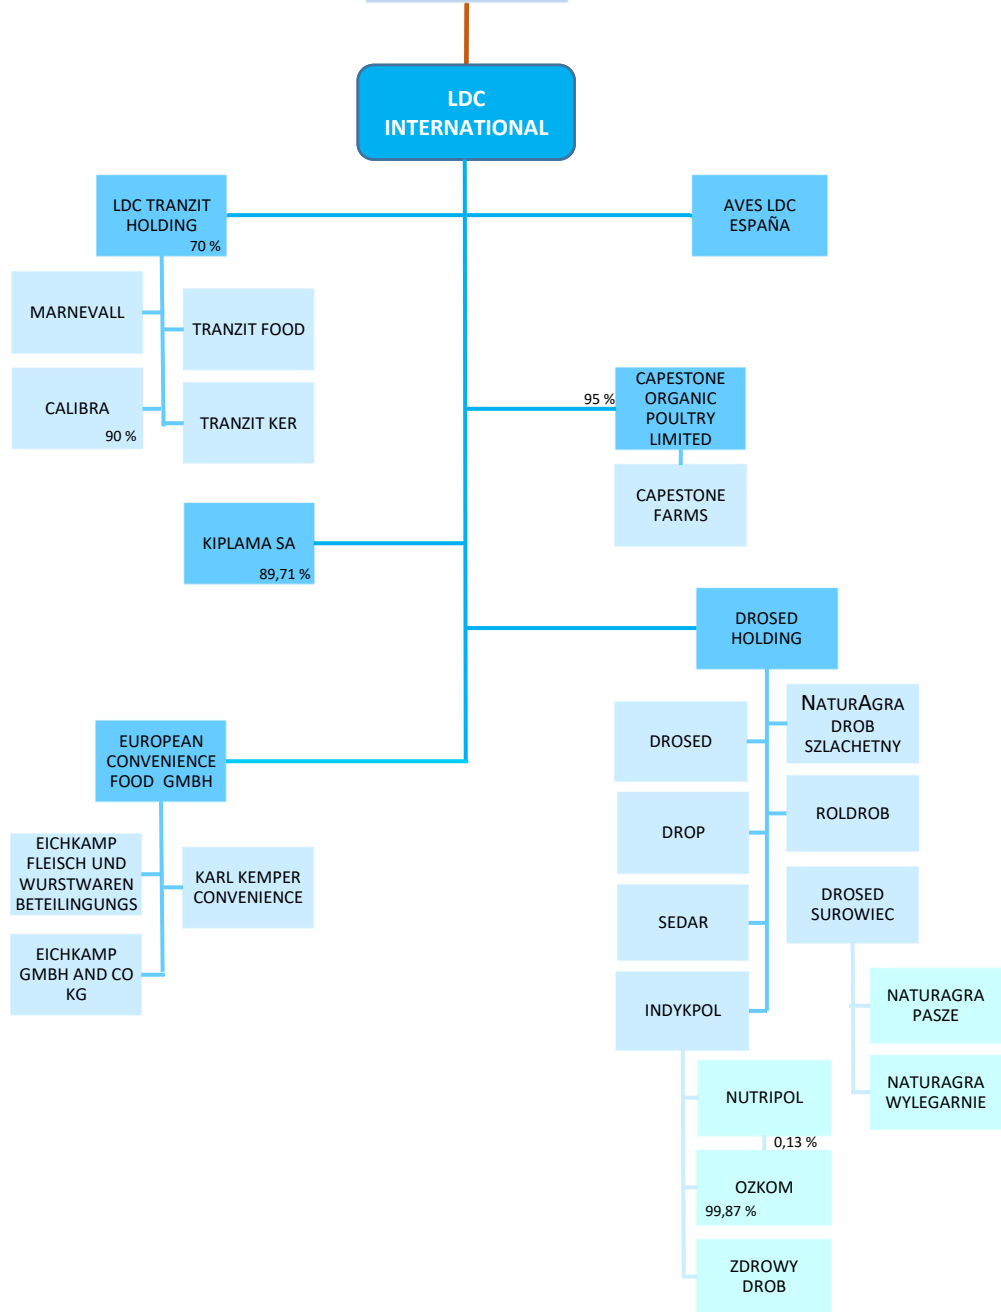 LDC
INTERNATIONAL
LDC TRANZIT
HOLDING
70 %
AVES LDC
ESPAÑA
MARNEVALL
TRANZIT FOOD
CALIBRA
90 %
TRANZIT KER
95 %
CAPESTONE
ORGANIC
POULTRY
LIMITED
CAPESTONE
FARMS
KIPLAMA SA
89,71 %
DROSED
HOLDING
EUROPEAN
CONVENIENCE
FOOD GMBH
EICHKAMP
FLEISCH UND
WURSTWAREN
BETEILINGUNGS
KARL KEMPER
CONVENIENCE
EICHKAMP
GMBH AND CO
KG
DROSED
NATURAGRA
DROB
SZLACHETNY
DROP
ROLDROB
SEDAR
DROSED
SUROWIEC
INDYKPOL
NATURAGRA
PASZE
NATURAGRA
WYLEGARNIE
NUTRIPOL
0,13 %
OZKOM
99,87 %
ZDROWY
DROB